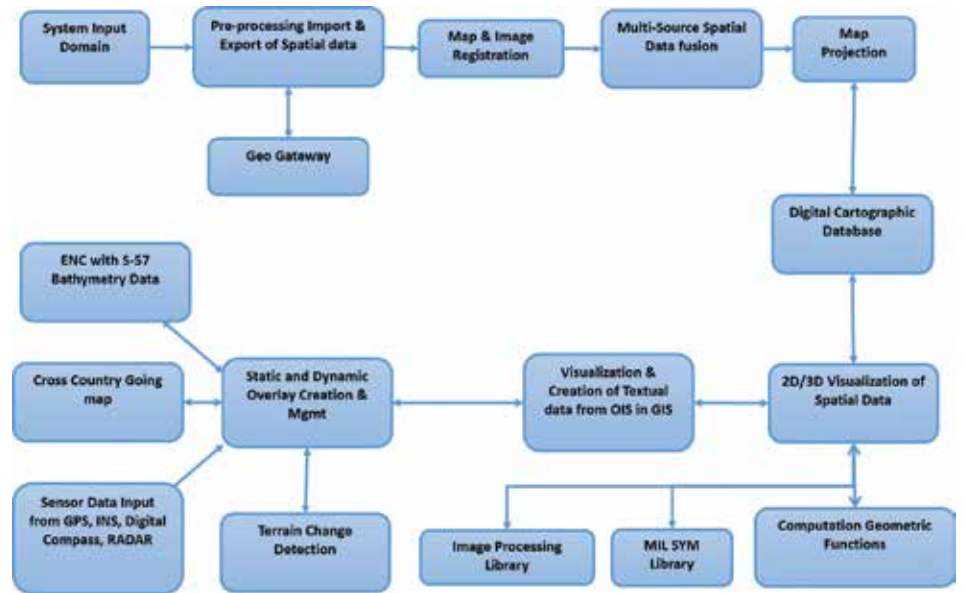 System Input
Domain
Pre-processing Import &
Export of Spatial data
Map & Image
Registration
Multi-Source Spatial
Data fusion
Map
Projection
Geo Gateway
Digital Cartographic
Database
ENC with S-57
Bathymetry Data
Cross Country Going
map
Static and Dynamic
Overlay Creation &
Mgmt
Visualization &
Creation of Textual
data from OIS in GIS
2D/3D Visualization of
Spatial Data
Sensor Data Input
from GPS, INS, Digital
Compass, RADAR
Terrain Change
Detection
Image Processing
Library
MIL SYM
Library
Computation Geometric
Functions